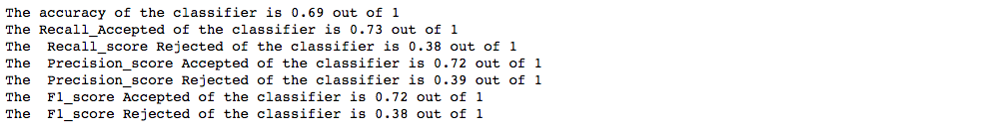 The accuracy of the classifier is 0.69 out of 1
The Recall_Accepted of the classifier is 0.73 out of 1
The  Recall_score Rejected of the classifier is 0.38 out of 1
The  Precision_score Accepted of the classifier is 0.72 out of 1
The  Precision_score Rejected of the classifier is 0.39 out of 1
The  F1_score Accepted of the classifier is 0.72 out of 1
The  F1_score Rejected of the classifier is 0.38 out of 1